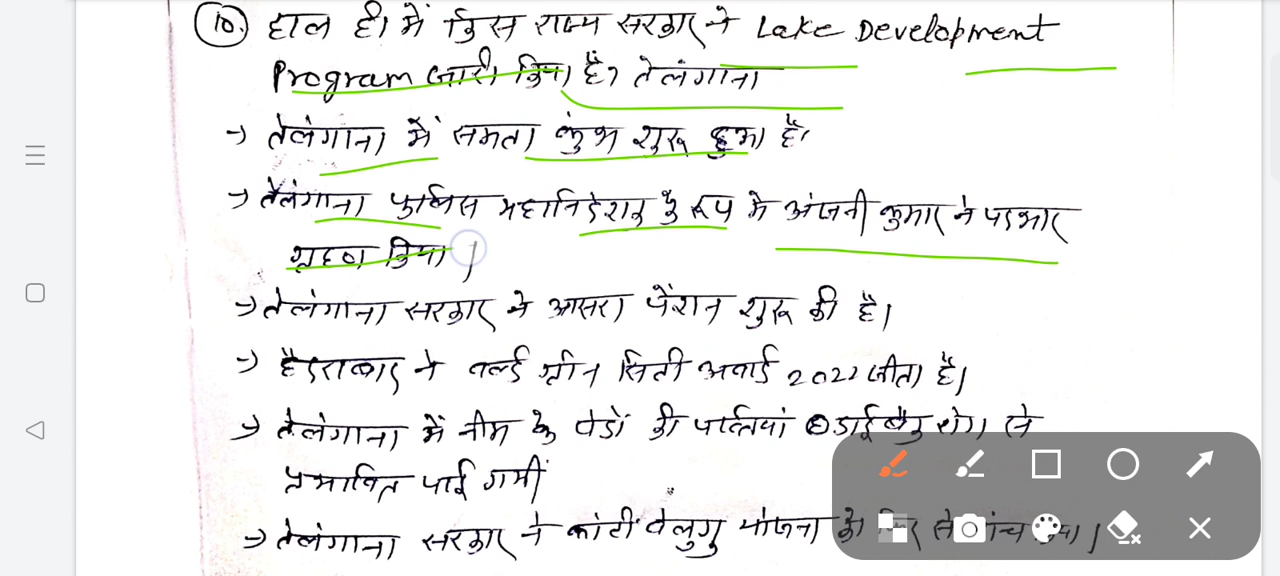 10. हाल ही में किस राज्य सरकार ने Lake Development
Program जारी किया है? तेलंगाना
→ तेलंगाना में समता कुंभ शुरू हुआ है।
→ तेलंगाना पुलिस महानिदेशक के रूप में अंजनी कुमार ने पदभार
ग्रहण किया।
→ तेलंगाना सरकार ने आसरा पेंशन शुरू की है।
→ हैदराबाद ने वर्ल्ड ग्रीन सिटी अवार्ड 2022 जीता है।
→ तेलंगाना में नीम के पेडों की पत्तियां डाईबैक रोग से
प्रभावित पाई गयीं
→ तेलंगाना सरकार ने कांटी वेलुगु योजना को से